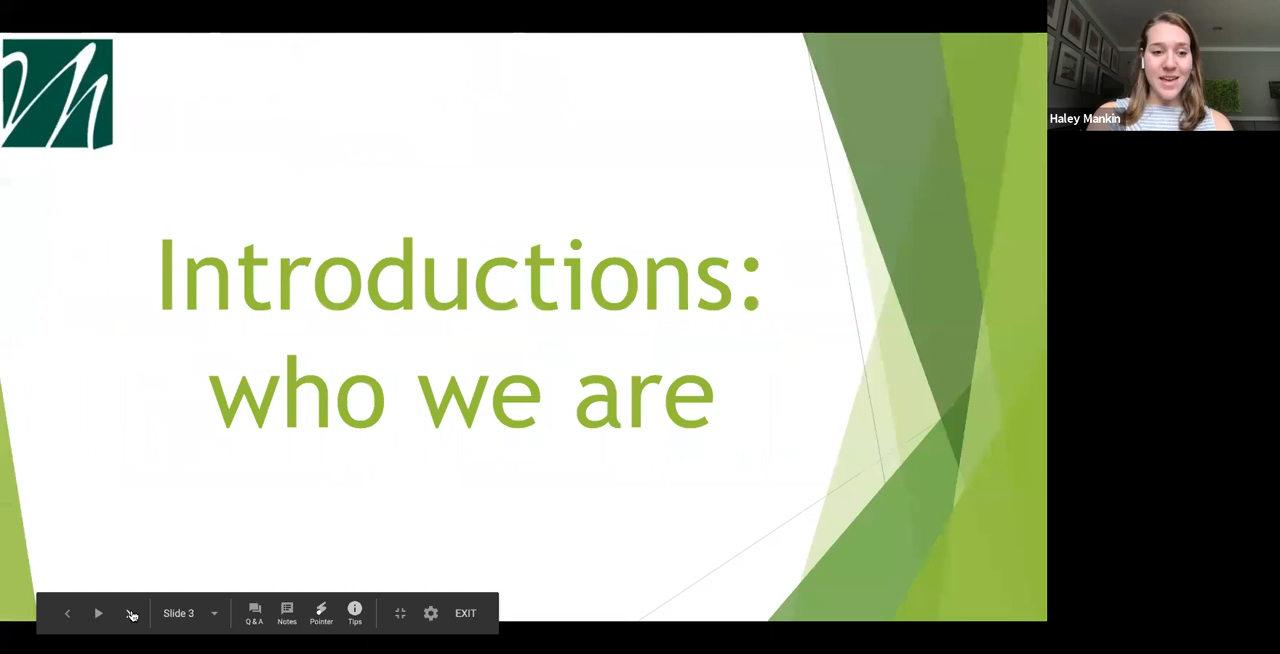 Introductions:
who we are
Haley Mankin
Slide 3
Q & A
Notes
Pointer
Tips
EXIT